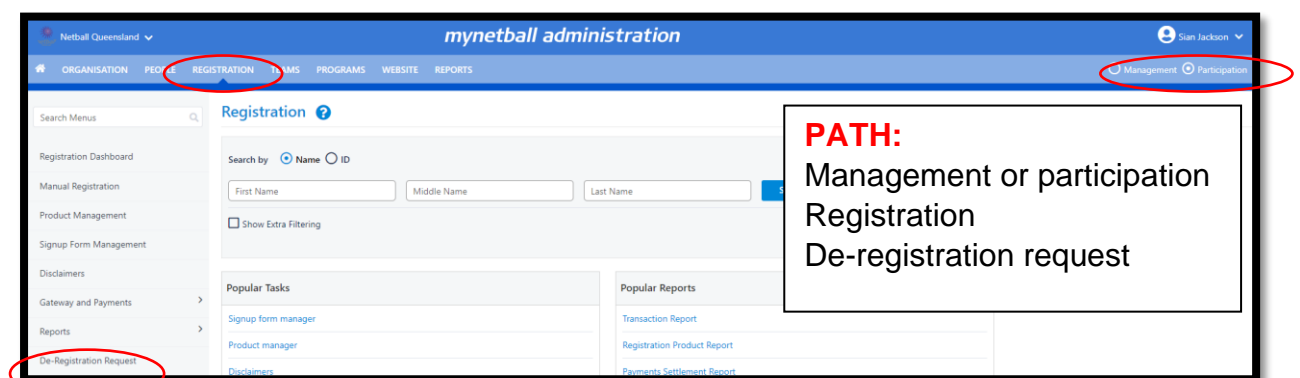 Netball Queensland
mynetball administration
Sian Jackson
ORGANISATION PEOPLE REGISTRATION TEAMS PROGRAMS WEBSITE REPORTS
Management Participation
Search Menus
Registration
Registration Dashboard
Manual Registration
Product Management
Signup Form Management
Disclaimers
Gateway and Payments
Reports
De-Registration Request
Search by Name ID
First Name
Middle Name
Last Name
Show Extra Filtering
Popular Tasks
Signup form manager
Product manager
Disclaimers
Popular Reports
Transaction Report
Registration Product Report
Payments Settlement Report
PATH:
Management or participation
Registration
De-registration request